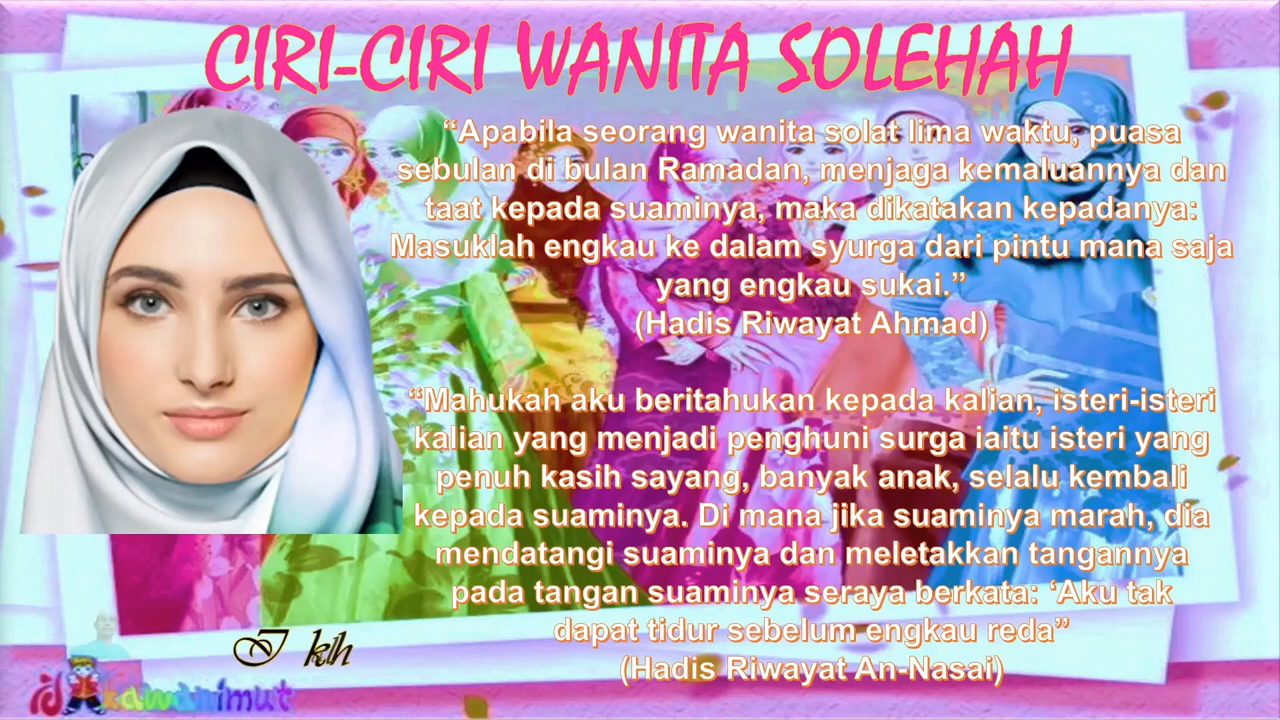 CIRI-CIRI WANITA SOLEHAH
“Apabila seorang wanita solat lima waktu, puasa
sebulan di bulan Ramadan, menjaga kemaluannya dan
taat kepada suaminya, maka dikatakan kepadanya:
Masuklah engkau ke dalam syurga dari pintu mana saja
yang engkau sukai.”
(Hadis Riwayat Ahmad)
“Mahukah aku beritahukan kepada kalian, isteri-isteri
kalian yang menjadi penghuni surga iaitu isteri yang
penuh kasih sayang, banyak anak, selalu kembali
kepada suaminya. Di mana jika suaminya marah, dia
mendatangi suaminya dan meletakkan tangannya
pada tangan suaminya seraya berkata: ‘Aku tak
dapat tidur sebelum engkau reda”
(Hadis Riwayat An-Nasai)
kawanimut